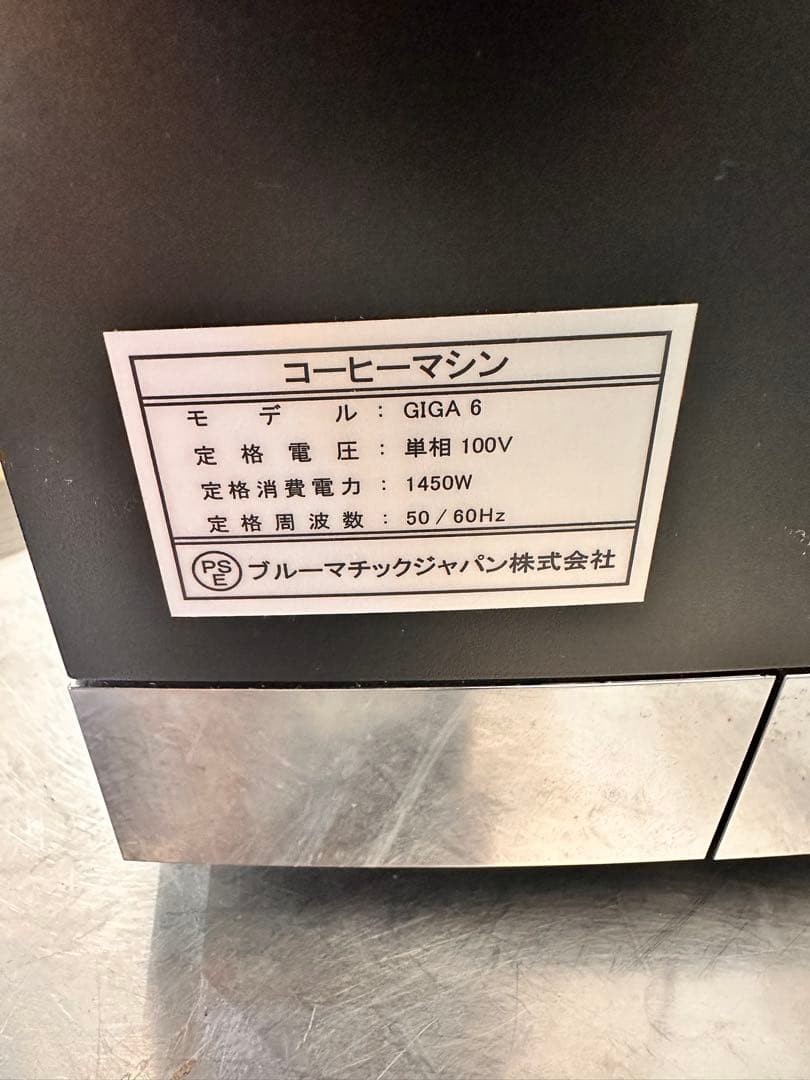 コーヒーマシン
モデル : GIGA 6
定格電圧 : 単相 100V
定格消費電力 : 1450W
定格周波数 : 50 / 60Hz
PSE ブルーマチックジャパン株式会社